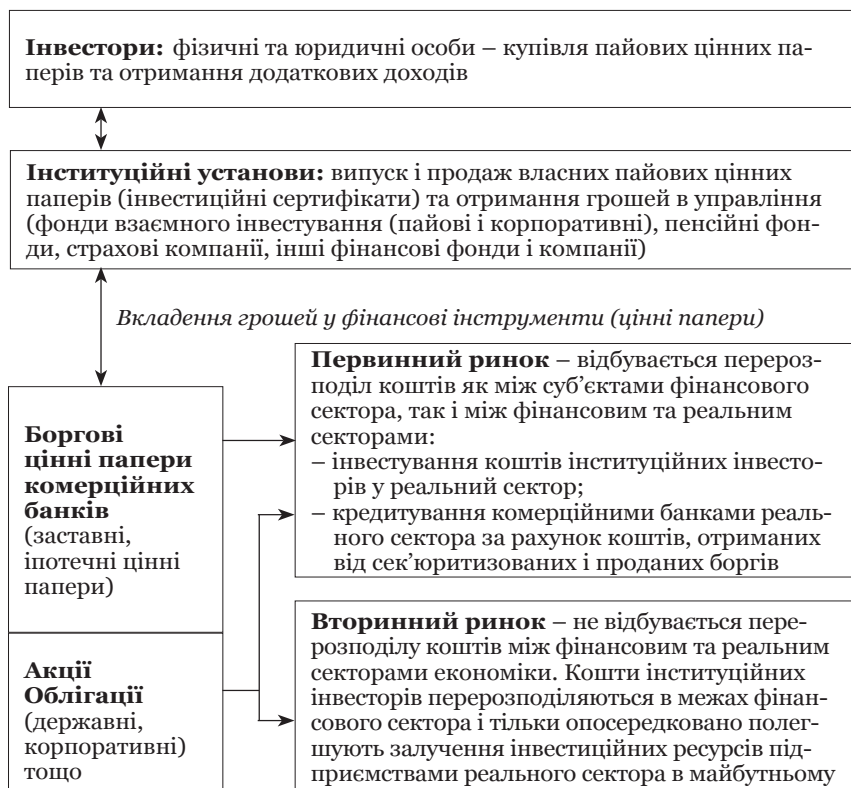 Інвестори: фізичні та юридичні особи – купівля пайових цінних па-
перів та отримання додаткових доходів
Інституційні установи: випуск і продаж власних пайових цінних
паперів (інвестиційні сертифікати) та отримання грошей в управління
(фонди взаємного інвестування (пайові і корпоративні), пенсійні фон-
ди, страхові компанії, інші фінансові фонди і компанії)
Вкладення грошей у фінансові інструменти (цінні папери)
Боргові
цінні папери
комерційних
банків
(заставні,
іпотечні цінні
папери)
Первинний ринок – відбувається перероз-
поділ коштів як між суб’єктами фінансового
сектора, так і між фінансовим та реальним
секторами:
– інвестування коштів інституційних інвесто-
рів у реальний сектор;
– кредитування комерційними банками реаль-
ного сектора за рахунок коштів, отриманих
від сек’юритизованих і проданих боргів
Акції
Облігації
(державні,
корпоративні)
тощо
Вторинний ринок – не відбувається пере-
розподілу коштів між фінансовим та реальним
секторами економіки. Кошти інституційних
інвесторів перерозподіляються в межах фінан-
сового сектора і тільки опосередковано полег-
шують залучення інвестиційних ресурсів під-
приємствами реального сектора в майбутньому